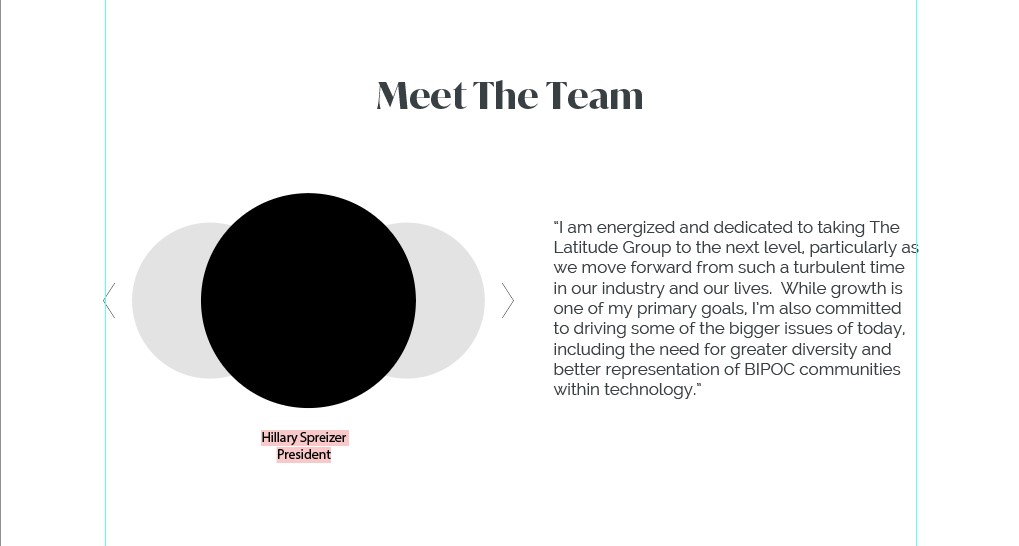 Meet The Team
"I am energized and dedicated to taking The
Latitude Group to the next level, particularly as
we move forward from such a turbulent time
in our industry and our lives.  While growth is
one of my primary goals, I'm also committed
to driving some of the bigger issues of today,
including the need for greater diversity and
better representation of BIPOC communities
within technology."
Hillary Spreizer
President